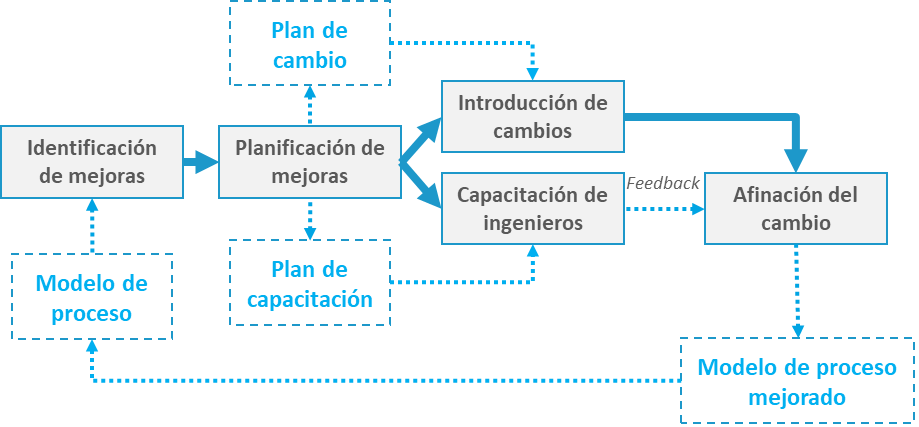 Plan de
cambio
Introducción de
cambios
Identificación
de mejoras
Planificación de
mejoras
Capacitación de
ingenieros
Feedback
Afinación del
cambio
Modelo de
proceso
Plan de
capacitación
Modelo de proceso
mejorado